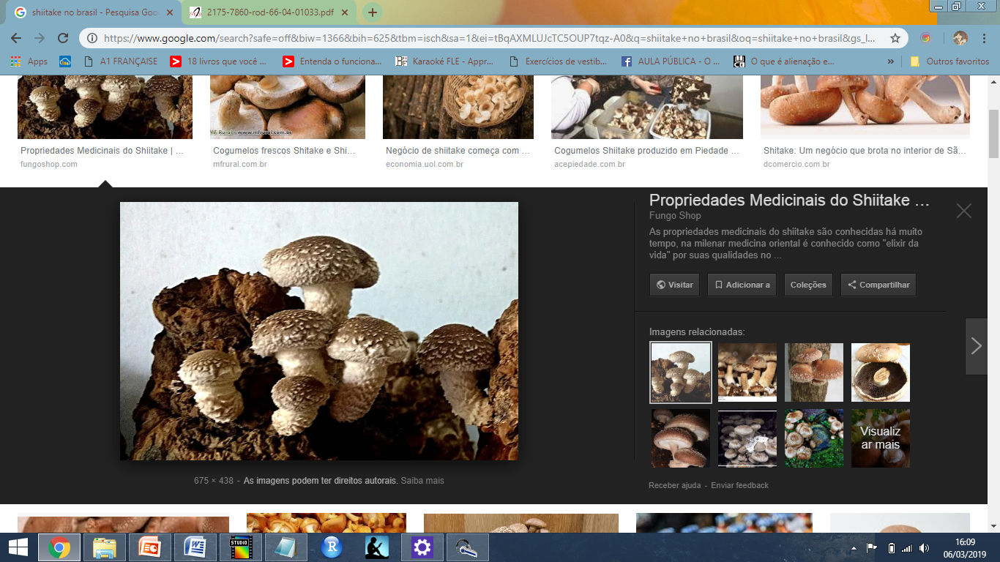 shiitake no brasil - Pesquisa Goo
2175-7860-rod-66-04-01033.pdf
https://www.google.com/search?safe=off&biw=1366&bih=625&tbm=isch&sa=1&ei=tBqAXMLUJcTC5OUP7tqz-A0&q=shiitake+no+brasil&oq=shiitake+no+brasil&gs_l...
Apps
A1 FRANÇAISE
18 livros que você ...
Entenda o funciona...
Karaoké FLE - Appr...
Exercícios de vestib...
AULA PÚBLICA - O ...
O que é alienação e...
»
Outros favoritos
MF Rural - www.mfrural.com.br
Propriedades Medicinais do Shiitake | ...
fungoshop.com
Cogumelos frescos Shitake e Shi...
mfrural.com.br
Negócio de shiitake começa com ...
economia.uol.com.br
Cogumelos Shiitake produzido em Piedade ...
acepiedade.com.br
Shitake: Um negócio que brota no interior de Sã...
dcomercio.com.br
Propriedades Medicinais do Shiitake ...
Fungo Shop
As propriedades medicinais do shiitake são conhecidas há muito
tempo, na milenar medicina oriental é conhecido como "elixir da
vida" por suas qualidades no ...
Visitar
Adicionar a
Coleções
Compartilhar
Imagens relacionadas:
Visualiz
ar mais
675 × 438 - As imagens podem ter direitos autorais. Saiba mais
Receber ajuda - Enviar feedback
STUDIO
R
16:09
06/03/2019